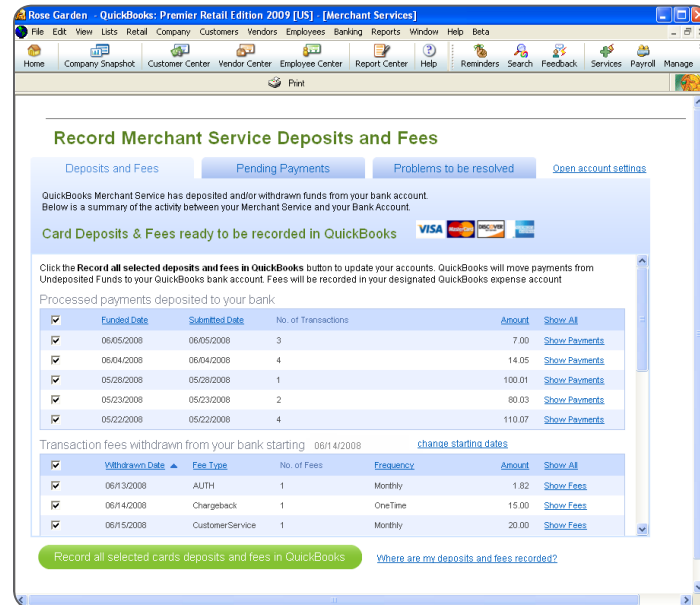 Rose Garden - QuickBooks: Premier Retail Edition 2009 [US] - [Merchant Services]
File Edit View Lists Retail Company Customers Vendors Employees Banking Reports Window Help Beta
Home Company Snapshot Customer Center Vendor Center Employee Center Report Center Help Reminders Search Feedback Services Payroll Manage
Print
Record Merchant Service Deposits and Fees
Deposits and Fees Pending Payments Problems to be resolved Open account settings
QuickBooks Merchant Service has deposited and/or withdrawn funds from your bank account.
Below is a summary of the activity between your Merchant Service and your Bank Account.
Card Deposits & Fees ready to be recorded in QuickBooks VISA MasterCard DISCOVER
Click the Record all selected deposits and fees in QuickBooks button to update your accounts. QuickBooks will move payments from
Undeposited Funds to your QuickBooks bank account. Fees will be recorded in your designated QuickBooks expense account
Processed payments deposited to your bank
Funded Date Submitted Date No. of Transactions Amount Show All
06/05/2008 06/05/2008 3 7.00 Show Payments
06/04/2008 06/04/2008 4 14.05 Show Payments
05/28/2008 05/28/2008 1 100.01 Show Payments
05/23/2008 05/23/2008 2 80.03 Show Payments
05/22/2008 05/22/2008 4 110.07 Show Payments
Transaction fees withdrawn from your bank starting 06/14/2008 change starting dates
Withdrawn Date Fee Type No. of Fees Frequency Amount Show All
06/13/2008 AUTH 1 Monthly 1.82 Show Fees
06/14/2008 Chargeback 1 OneTime 15.00 Show Fees
06/15/2008 CustomerService 1 Monthly 20.00 Show Fees
Record all selected cards deposits and fees in QuickBooks Where are my deposits and fees recorded?